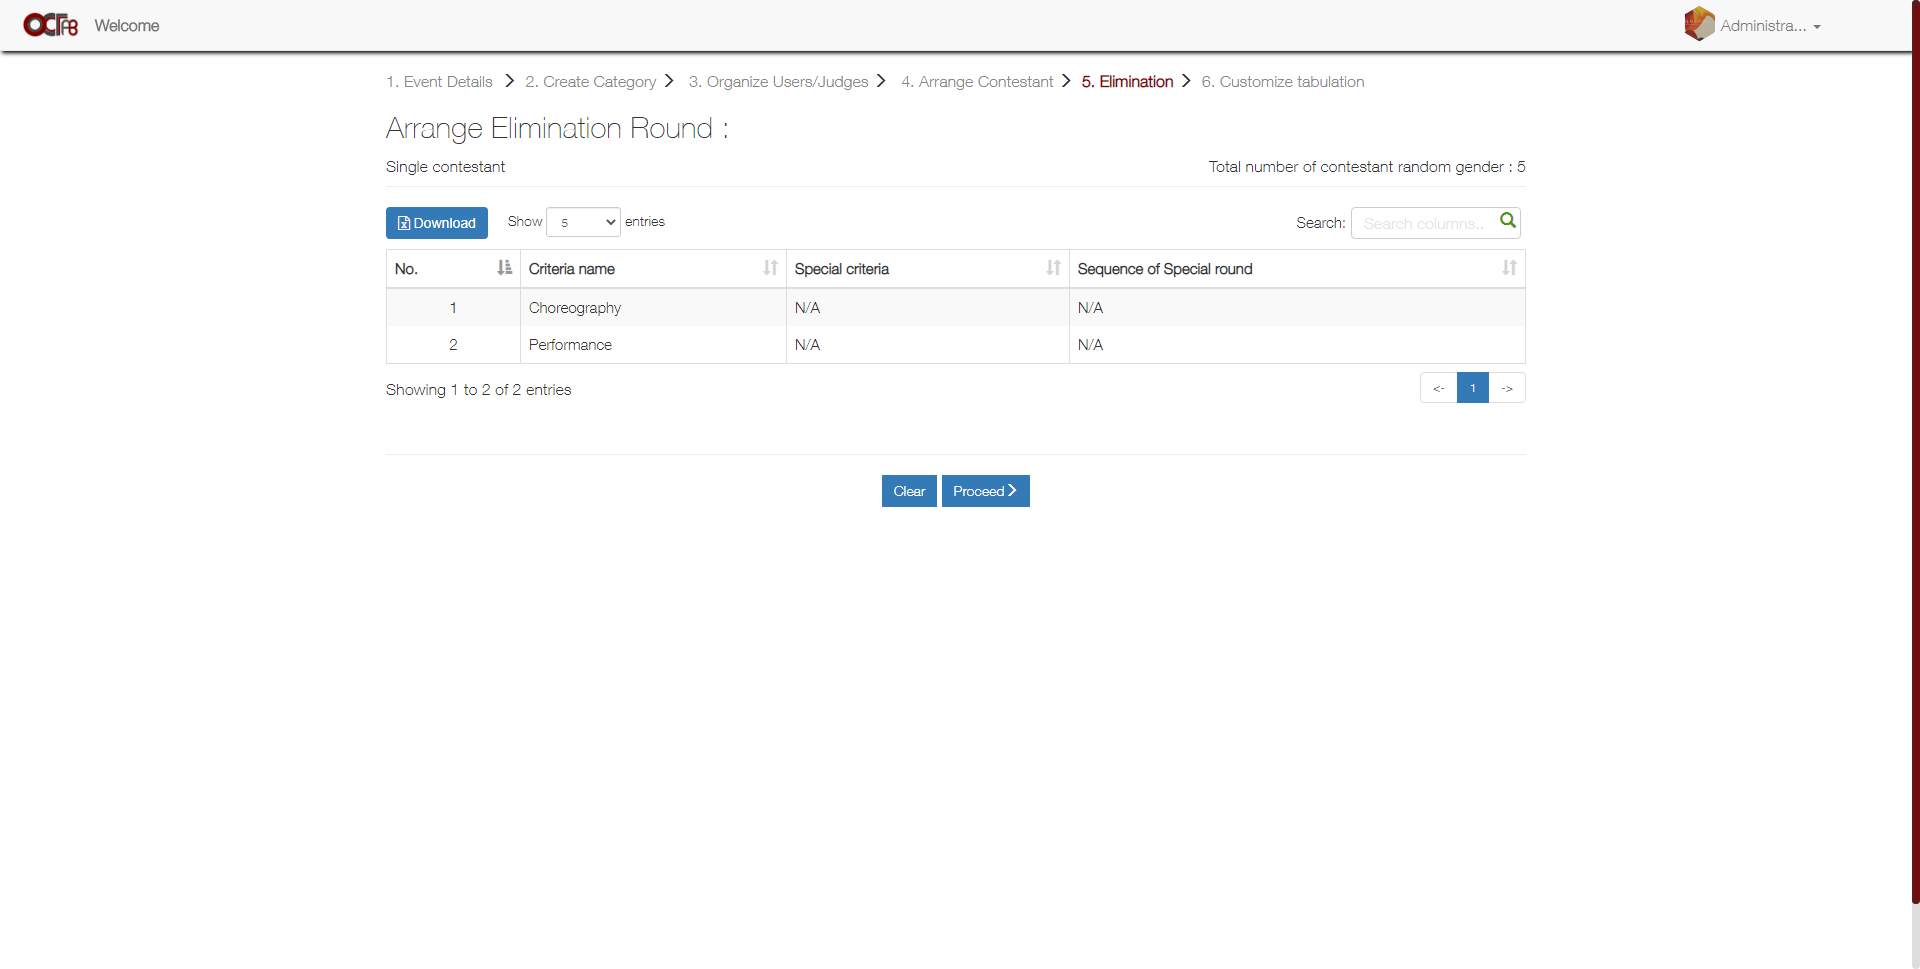 OCTAB Welcome Administra...
1. Event Details 2. Create Category 3. Organize Users/Judges 4. Arrange Contestant 5. Elimination 6. Customize tabulation
Arrange Elimination Round :
Single contestant Total number of contestant random gender : 5
Download Show 5 entries Search: Search columns..
No. Criteria name Special criteria Sequence of Special round
1 Choreography N/A N/A
2 Performance N/A N/A
Showing 1 to 2 of 2 entries <- 1 ->
Clear Proceed